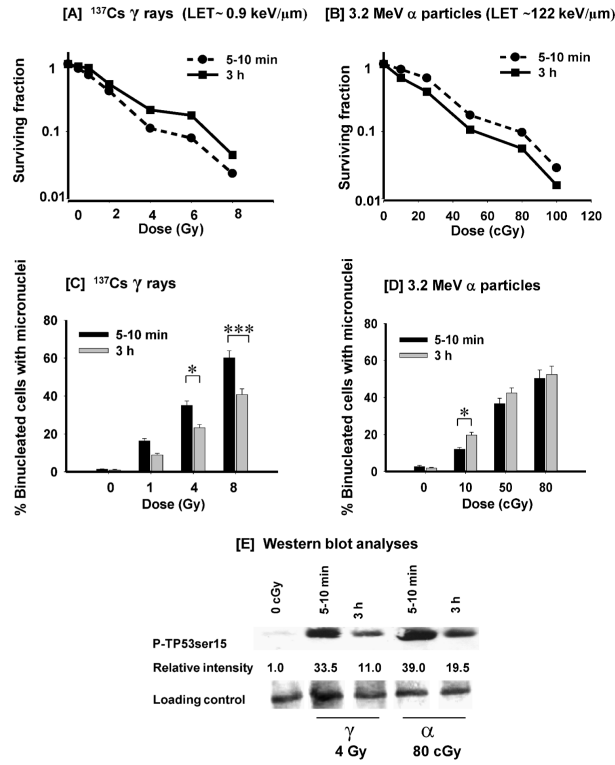 [A] ¹³⁷Cs γ rays (LET~ 0.9 keV/μm)
5-10 min
3 h
Surviving fraction
1
0.1
0.01
0 2 4 6 8
Dose (Gy)
[B] 3.2 MeV α particles (LET ~122 keV/μm)
5-10 min
3 h
Surviving fraction
1
0.1
0.01
0 20 40 60 80 100 120
Dose (cGy)
[C] ¹³⁷Cs γ rays
5-10 min
3 h
% Binucleated cells with micronuclei
80
60
40
20
0
*
***
0 1 4 8
Dose (Gy)
[D] 3.2 MeV α particles
5-10 min
3 h
% Binucleated cells with micronuclei
80
60
40
20
0
*
0 10 50 80
Dose (cGy)
[E] Western blot analyses
0 cGy 5-10 min 3 h 5-10 min 3 h
P-TP53ser15
Relative intensity 1.0 33.5 11.0 39.0 19.5
Loading control
γ α
4 Gy 80 cGy